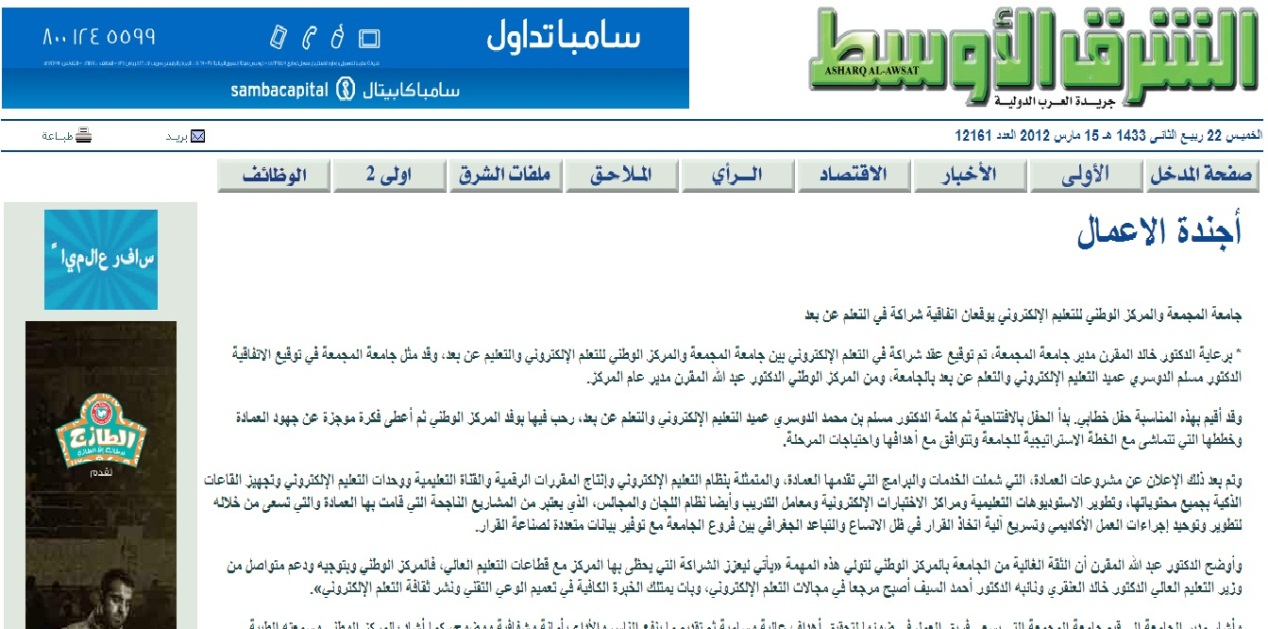 ٨٠٠ ١٢٤ ٥٥٩٩
سامبا تداول
سامبا كابيتال sambacapital
الشرق الأوسط
ASHARQ AL-AWSAT
جريدة العرب الدولية
الخميس 22 ربيع الثانى 1433 هـ 15 مارس 2012 العدد 12161
بريد
طباعة
صفحة المدخل
الأولى
الأخبار
الاقتصاد
الــرأي
المـلاحـق
ملفات الشرق
اولى 2
الوظائف
سافر عالمياً
الطازج
نقدم
أجندة الاعمال
جامعة المجمعة والمركز الوطني للتعليم الإلكتروني يوقعان اتفاقية شراكة في التعلم عن بعد
* برعاية الدكتور خالد المقرن مدير جامعة المجمعة، تم توقيع عقد شراكة في التعلم الإلكتروني بين جامعة المجمعة والمركز الوطني للتعلم الإلكتروني والتعليم عن بعد، وقد مثل جامعة المجمعة في توقيع الاتفاقية
الدكتور مسلم الدوسري عميد التعليم الإلكتروني والتعلم عن بعد بالجامعة، ومن المركز الوطني الدكتور عبد الله المقرن مدير عام المركز.
وقد أقيم بهذه المناسبة حفل خطابي. بدأ الحفل بالافتتاحية ثم كلمة الدكتور مسلم بن محمد الدوسري عميد التعليم الإلكتروني والتعلم عن بعد، رحب فيها بوفد المركز الوطني ثم أعطى فكرة موجزة عن جهود العمادة
وخططها التي تتماشى مع الخطة الاستراتيجية للجامعة وتتوافق مع أهدافها واحتياجات المرحلة.
وتم بعد ذلك الإعلان عن مشروعات العمادة، التي شملت الخدمات والبرامج التي تقدمها العمادة، والمتمثلة بنظام التعليم الإلكتروني وإنتاج المقررات الرقمية والقناة التعليمية ووحدات التعليم الإلكتروني وتجهيز القاعات
الذكية بجميع محتوياتها، وتطوير الاستوديوهات التعليمية ومراكز الاختبارات الإلكترونية ومعامل التدريب وأيضا نظام اللجان والمجالس، الذي يعتبر من المشاريع الناجحة التي قامت بها العمادة والتي تسعى من خلاله
لتطوير وتوحيد إجراءات العمل الأكاديمي وتسريع آلية اتخاذ القرار في ظل الاتساع والتباعد الجغرافي بين فروع الجامعة مع توفير بيانات متعددة لصناعة القرار.
وأوضح الدكتور عبد الله المقرن أن الثقة الغالية من الجامعة بالمركز الوطني لتولي هذه المهمة «يأتي ليعزز الشراكة التي يحظى بها المركز مع قطاعات التعليم العالي، فالمركز الوطني وبتوجيه ودعم متواصل من
وزير التعليم العالي الدكتور خالد العنقري ونائبه الدكتور أحمد السيف أصبح مرجعا في مجالات التعلم الإلكتروني، وبات يمتلك الخبرة الكافية في تعميم الوعي التقني ونشر ثقافة التعلم الإلكتروني».